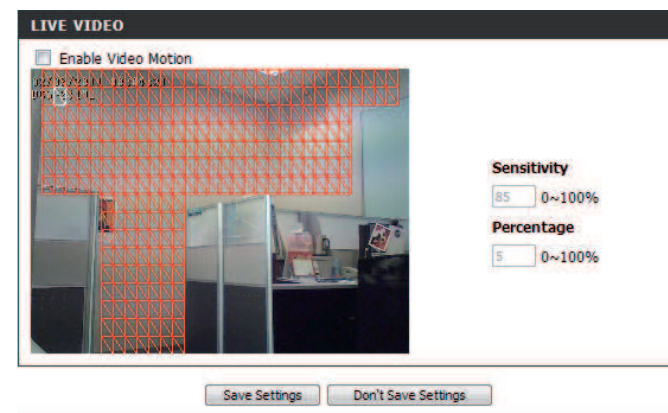 LIVE VIDEO
Enable Video Motion
Sensitivity
85 0~100%
Percentage
5 0~100%
Save Settings Don't Save Settings